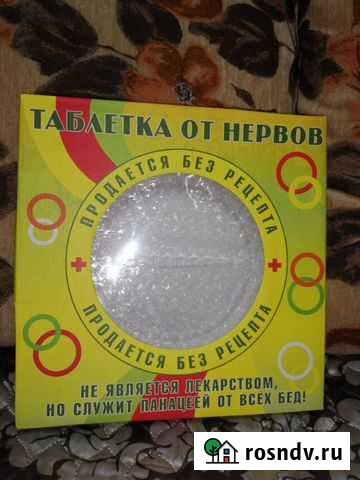 ТАБЛЕТКА ОТ НЕРВОВ
ПРОДАЕТСЯ БЕЗ РЕЦЕПТА
ПРОДАЕТСЯ БЕЗ РЕЦЕПТА
НЕ ЯВЛЯЕТСЯ ЛЕКАРСТВОМ,
НО СЛУЖИТ ПАНАЦЕЕЙ ОТ ВСЕХ БЕД!
rosndv.ru